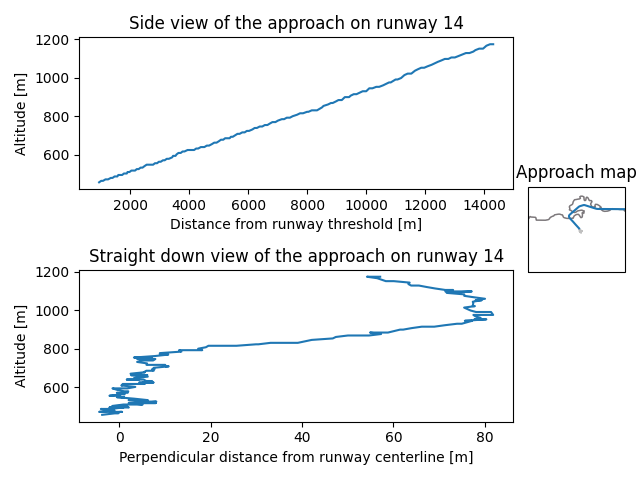 Side view of the approach on runway 14
1200
1000
800
600
Altitude [m]
2000 4000 6000 8000 10000 12000 14000
Distance from runway threshold [m]
Approach map
Straight down view of the approach on runway 14
1200
1000
800
600
Altitude [m]
0 20 40 60 80
Perpendicular distance from runway centerline [m]